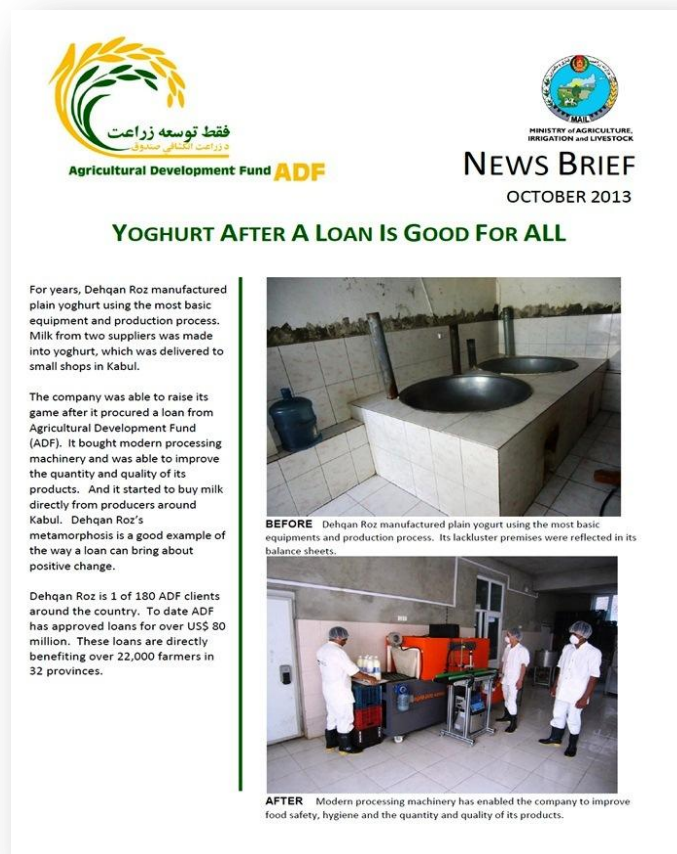 فقط توسعه زراعت
د زراعت انکشافی صندوق
Agricultural Development Fund ADF
MAIL
MINISTRY of AGRICULTURE,
IRRIGATION and LIVESTOCK
NEWS BRIEF
OCTOBER 2013
YOGHURT AFTER A LOAN IS GOOD FOR ALL
For years, Dehqan Roz manufactured
plain yoghurt using the most basic
equipment and production process.
Milk from two suppliers was made
into yoghurt, which was delivered to
small shops in Kabul.
The company was able to raise its
game after it procured a loan from
Agricultural Development Fund
(ADF). It bought modern processing
machinery and was able to improve
the quantity and quality of its
products. And it started to buy milk
directly from producers around
Kabul. Dehqan Roz's
metamorphosis is a good example of
the way a loan can bring about
positive change.
Dehqan Roz is 1 of 180 ADF clients
around the country. To date ADF
has approved loans for over US$ 80
million. These loans are directly
benefiting over 22,000 farmers in
32 provinces.
BEFORE Dehqan Roz manufactured plain yogurt using the most basic
equipments and production process. Its lackluster premises were reflected in its
balance sheets.
AFTER Modern processing machinery has enabled the company to improve
food safety, hygiene and the quantity and quality of its products.